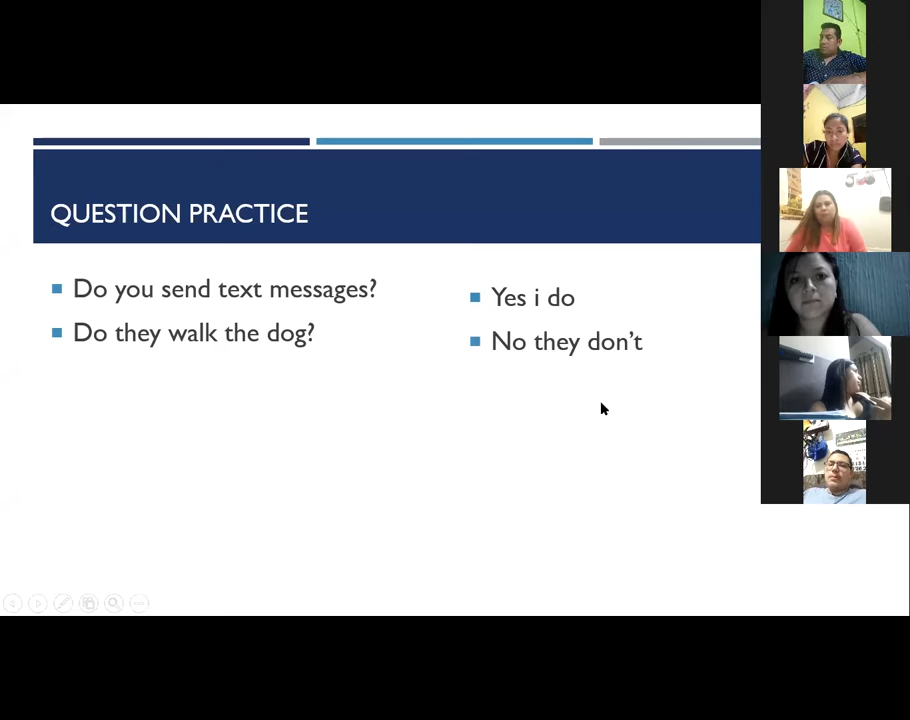 QUESTION PRACTICE
Do you send text messages?
Do they walk the dog?
Yes i do
No they don't